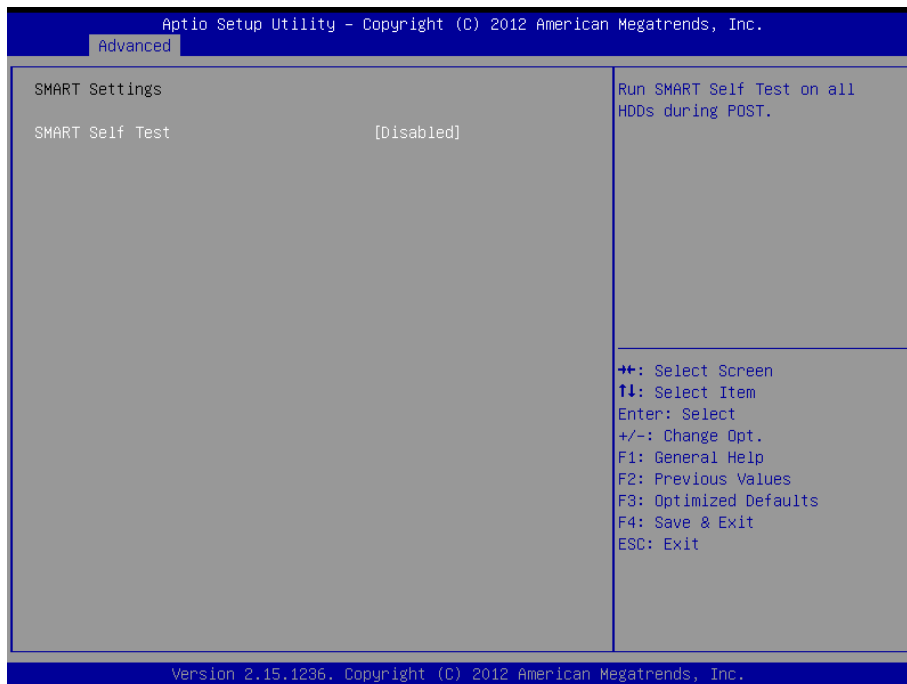 Aptio Setup Utility – Copyright (C) 2012 American Megatrends, Inc.
Advanced
SMART Settings
SMART Self Test [Disabled]
Run SMART Self Test on all
HDDs during POST.
→←: Select Screen
↑↓: Select Item
Enter: Select
+/-: Change Opt.
F1: General Help
F2: Previous Values
F3: Optimized Defaults
F4: Save & Exit
ESC: Exit
Version 2.15.1236. Copyright (C) 2012 American Megatrends, Inc.